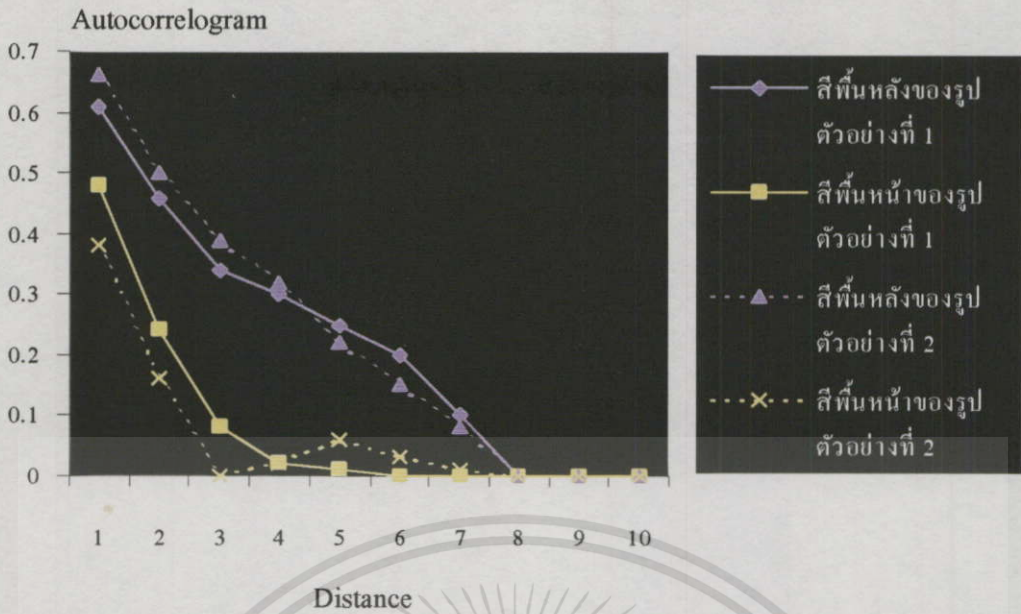 Autocorrelogram
0.7
0.6
0.5
0.4
0.3
0.2
0.1
0
1 2 3 4 5 6 7 8 9 10
Distance
สีพื้นหลังของรูป
ตัวอย่างที่ 1
สีพื้นหน้าของรูป
ตัวอย่างที่ 1
สีพื้นหลังของรูป
ตัวอย่างที่ 2
สีพื้นหน้าของรูป
ตัวอย่างที่ 2